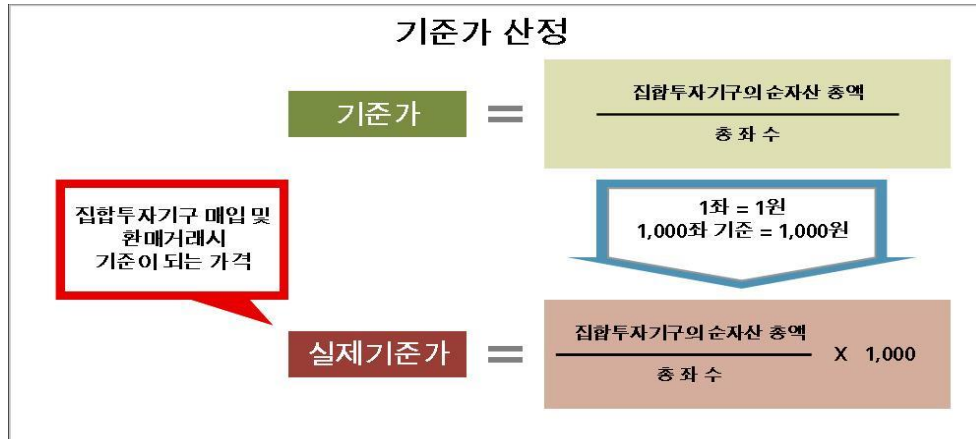 기준가 산정
기준가 =
집합투자기구의 순자산 총액
총 좌 수
1좌 = 1원
1,000좌 기준 = 1,000원
집합투자기구 매입 및
환매거래시
기준이 되는 가격
실제기준가 =
집합투자기구의 순자산 총액
총 좌 수
X 1,000